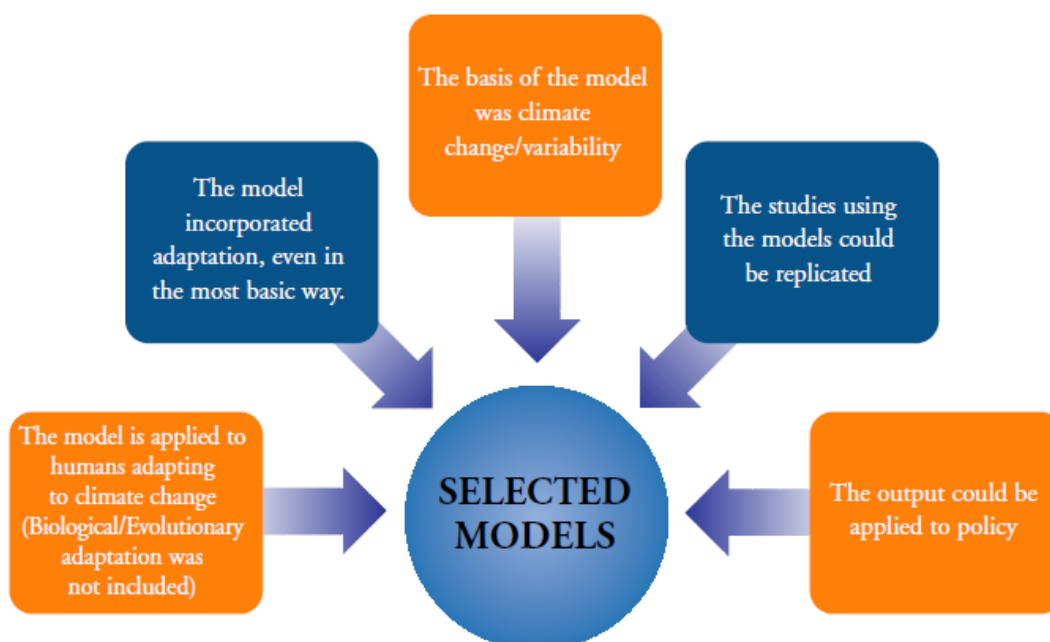 The basis of the model
was climate
change/variability
The model
incorporated
adaptation, even in
the most basic way.
The studies using
the models could
be replicated
The model is applied to
humans adapting
to climate change
(Biological/Evolutionary
adaptation was
not included)
SELECTED
MODELS
The output could be
applied to policy